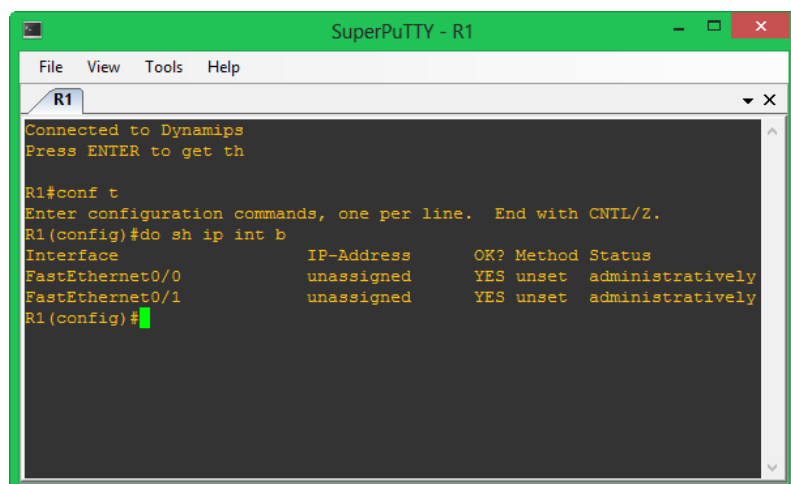 SuperPuTTY - R1
File View Tools Help
R1
Connected to Dynamips
Press ENTER to get th
R1#conf t
Enter configuration commands, one per line.  End with CNTL/Z.
R1(config)#do sh ip int b
Interface                  IP-Address      OK? Method Status
FastEthernet0/0            unassigned      YES unset  administratively
FastEthernet0/1            unassigned      YES unset  administratively
R1(config)#